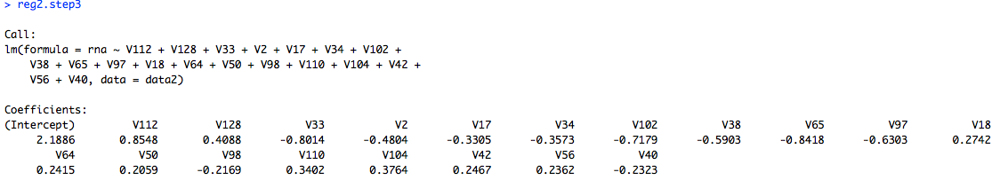 > reg2.step3
Call:
lm(formula = rna ~ V112 + V128 + V33 + V2 + V17 + V34 + V102 +
    V38 + V65 + V97 + V18 + V64 + V50 + V98 + V110 + V104 + V42 +
    V56 + V40, data = data2)
Coefficients:
(Intercept)         V112         V128          V33           V2          V17          V34         V102          V38          V65          V97          V18
     2.1886       0.8548       0.4088      -0.8014      -0.4804      -0.3305      -0.3573      -0.7179      -0.5903      -0.8418      -0.6303       0.2742
        V64          V50          V98         V110         V104          V42          V56          V40
     0.2415       0.2059      -0.2169       0.3402       0.3764       0.2467       0.2362      -0.2323